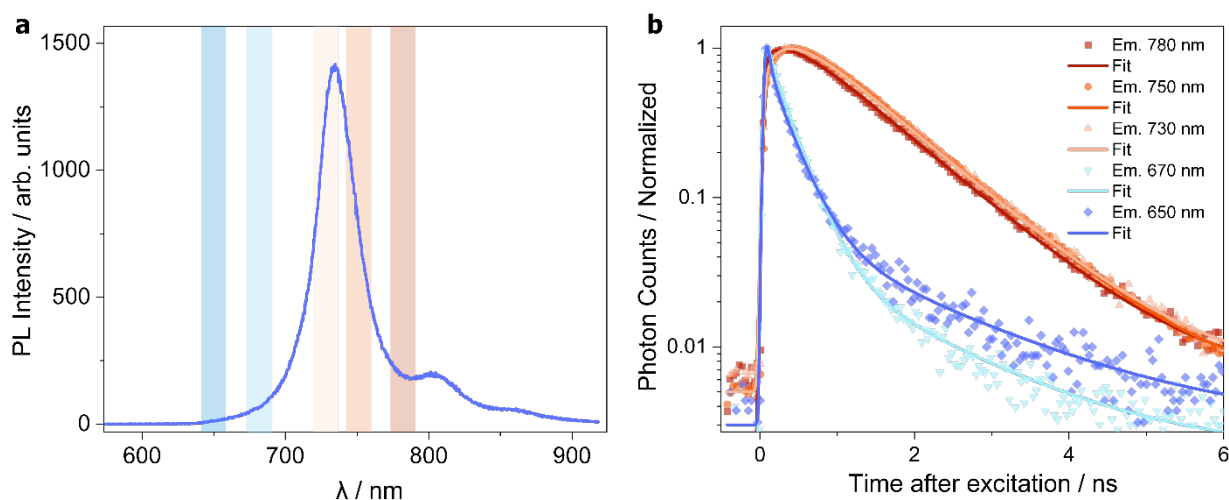 a
1500
1000
500
0
PL Intensity / arb. units
600
700
800
900
λ / nm
b
1
0.1
0.01
Photon Counts / Normalized
0
2
4
6
Time after excitation / ns
Em. 780 nm
Fit
Em. 750 nm
Fit
Em. 730 nm
Fit
Em. 670 nm
Fit
Em. 650 nm
Fit